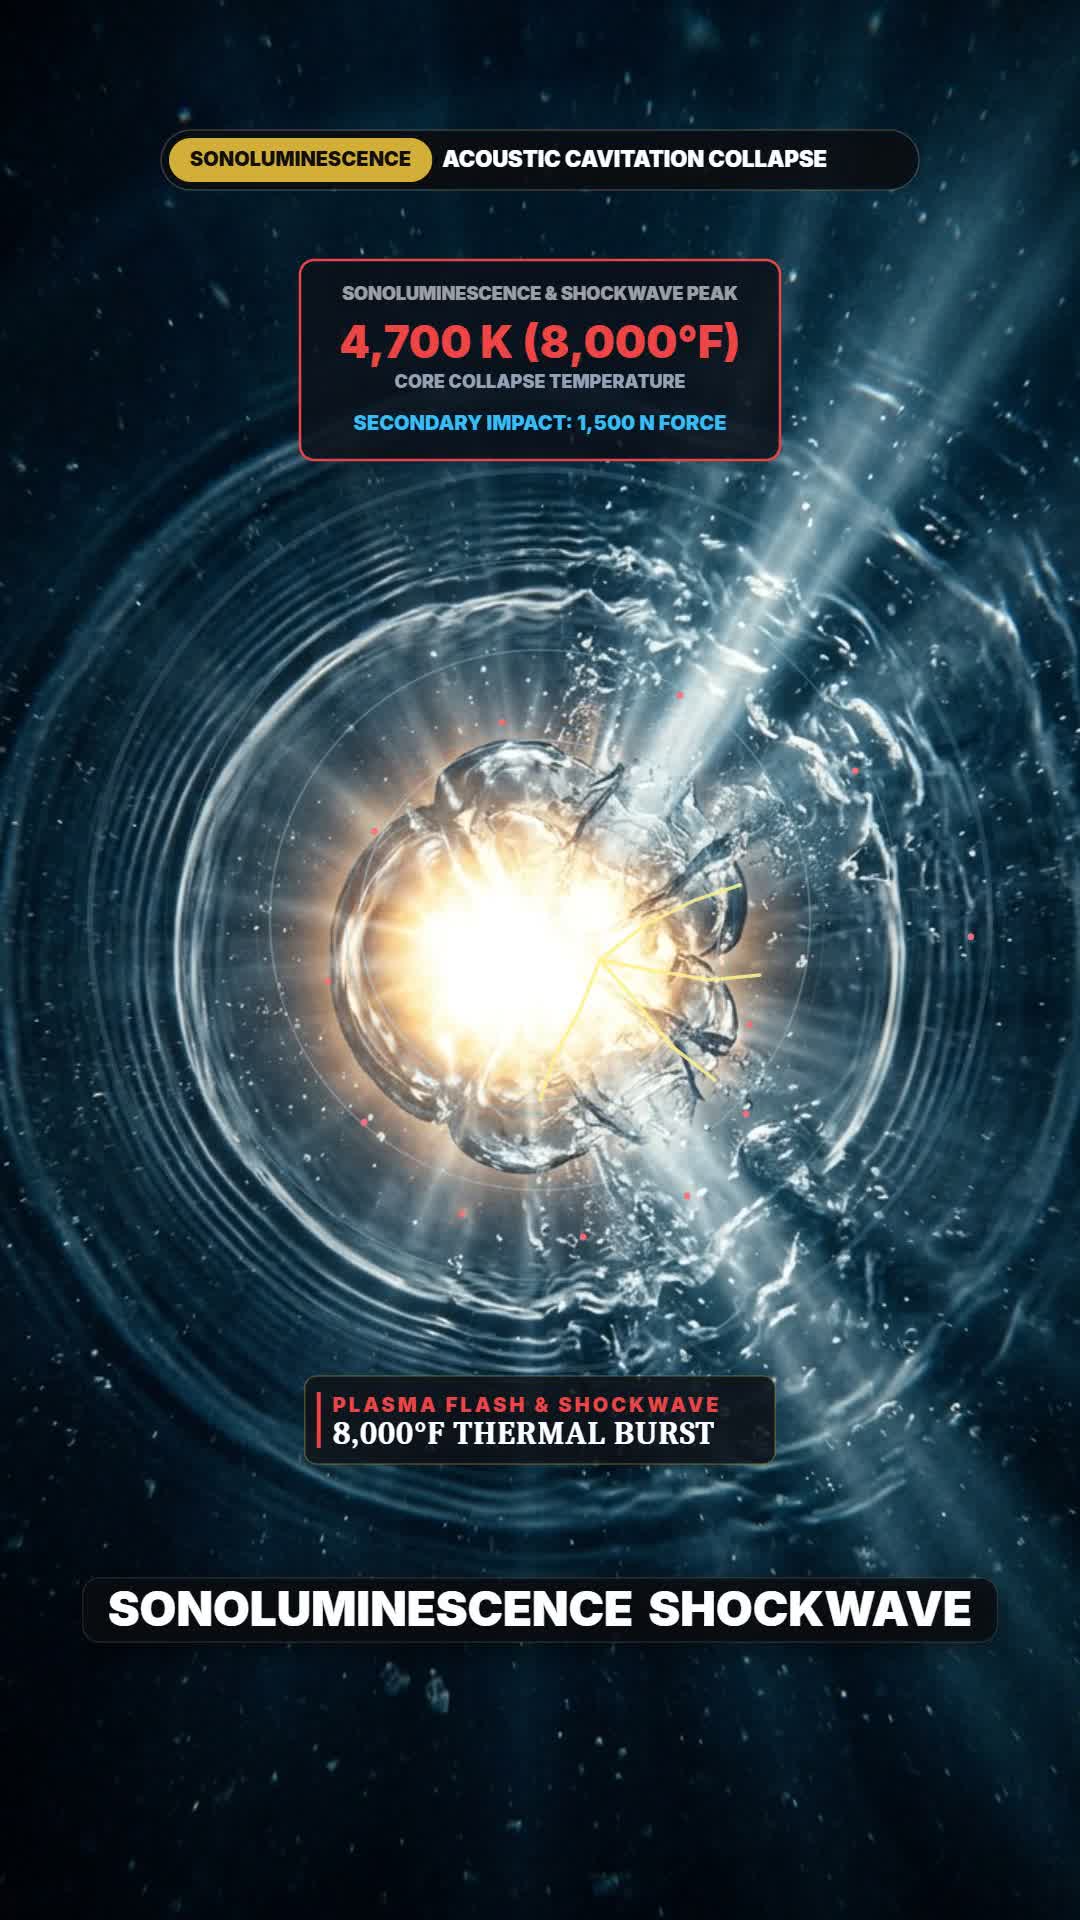 SONOLUMINESCENCE ACOUSTIC CAVITATION COLLAPSE
SONOLUMINESCENCE & SHOCKWAVE PEAK
4,700 K (8,000°F)
CORE COLLAPSE TEMPERATURE
SECONDARY IMPACT: 1,500 N FORCE
PLASMA FLASH & SHOCKWAVE
8,000°F THERMAL BURST
SONOLUMINESCENCE SHOCKWAVE